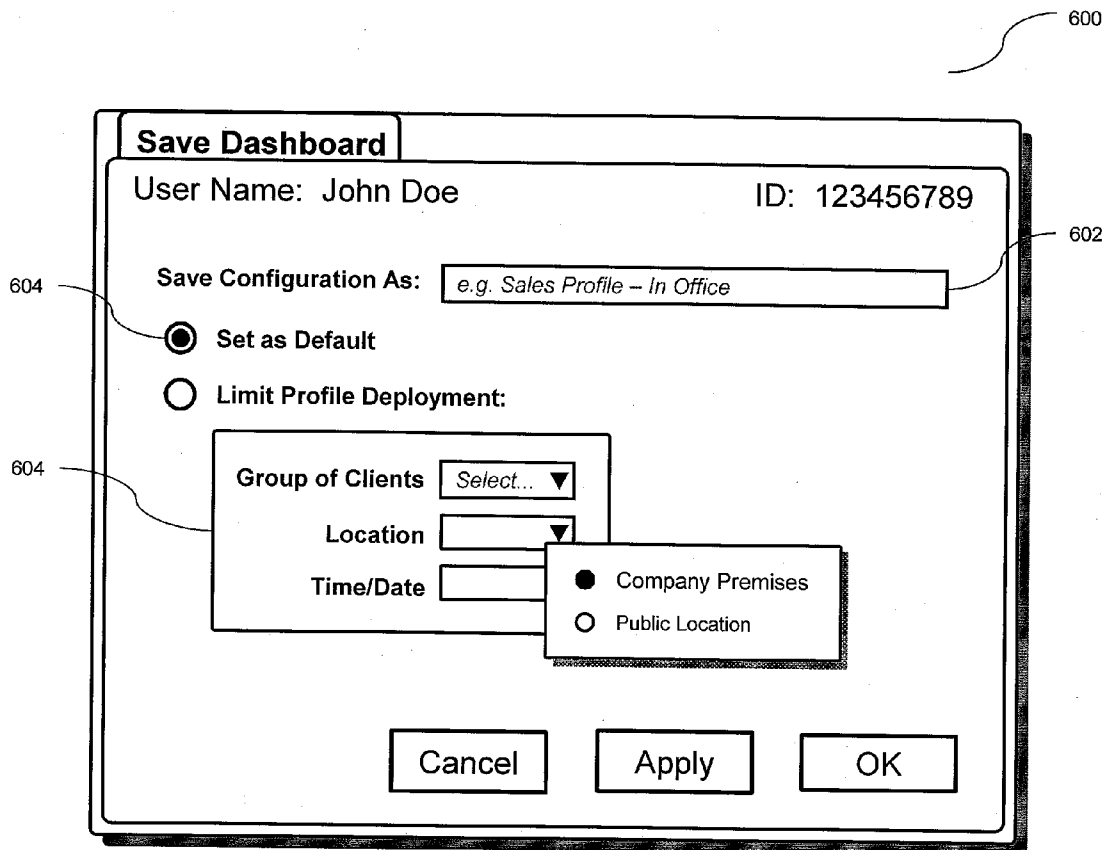 600
Save Dashboard
User Name: John Doe ID: 123456789
602
Save Configuration As: e.g. Sales Profile – In Office
604
Set as Default
Limit Profile Deployment:
604
Group of Clients Select...
Location
Company Premises
Time/Date
Public Location
Cancel Apply OK